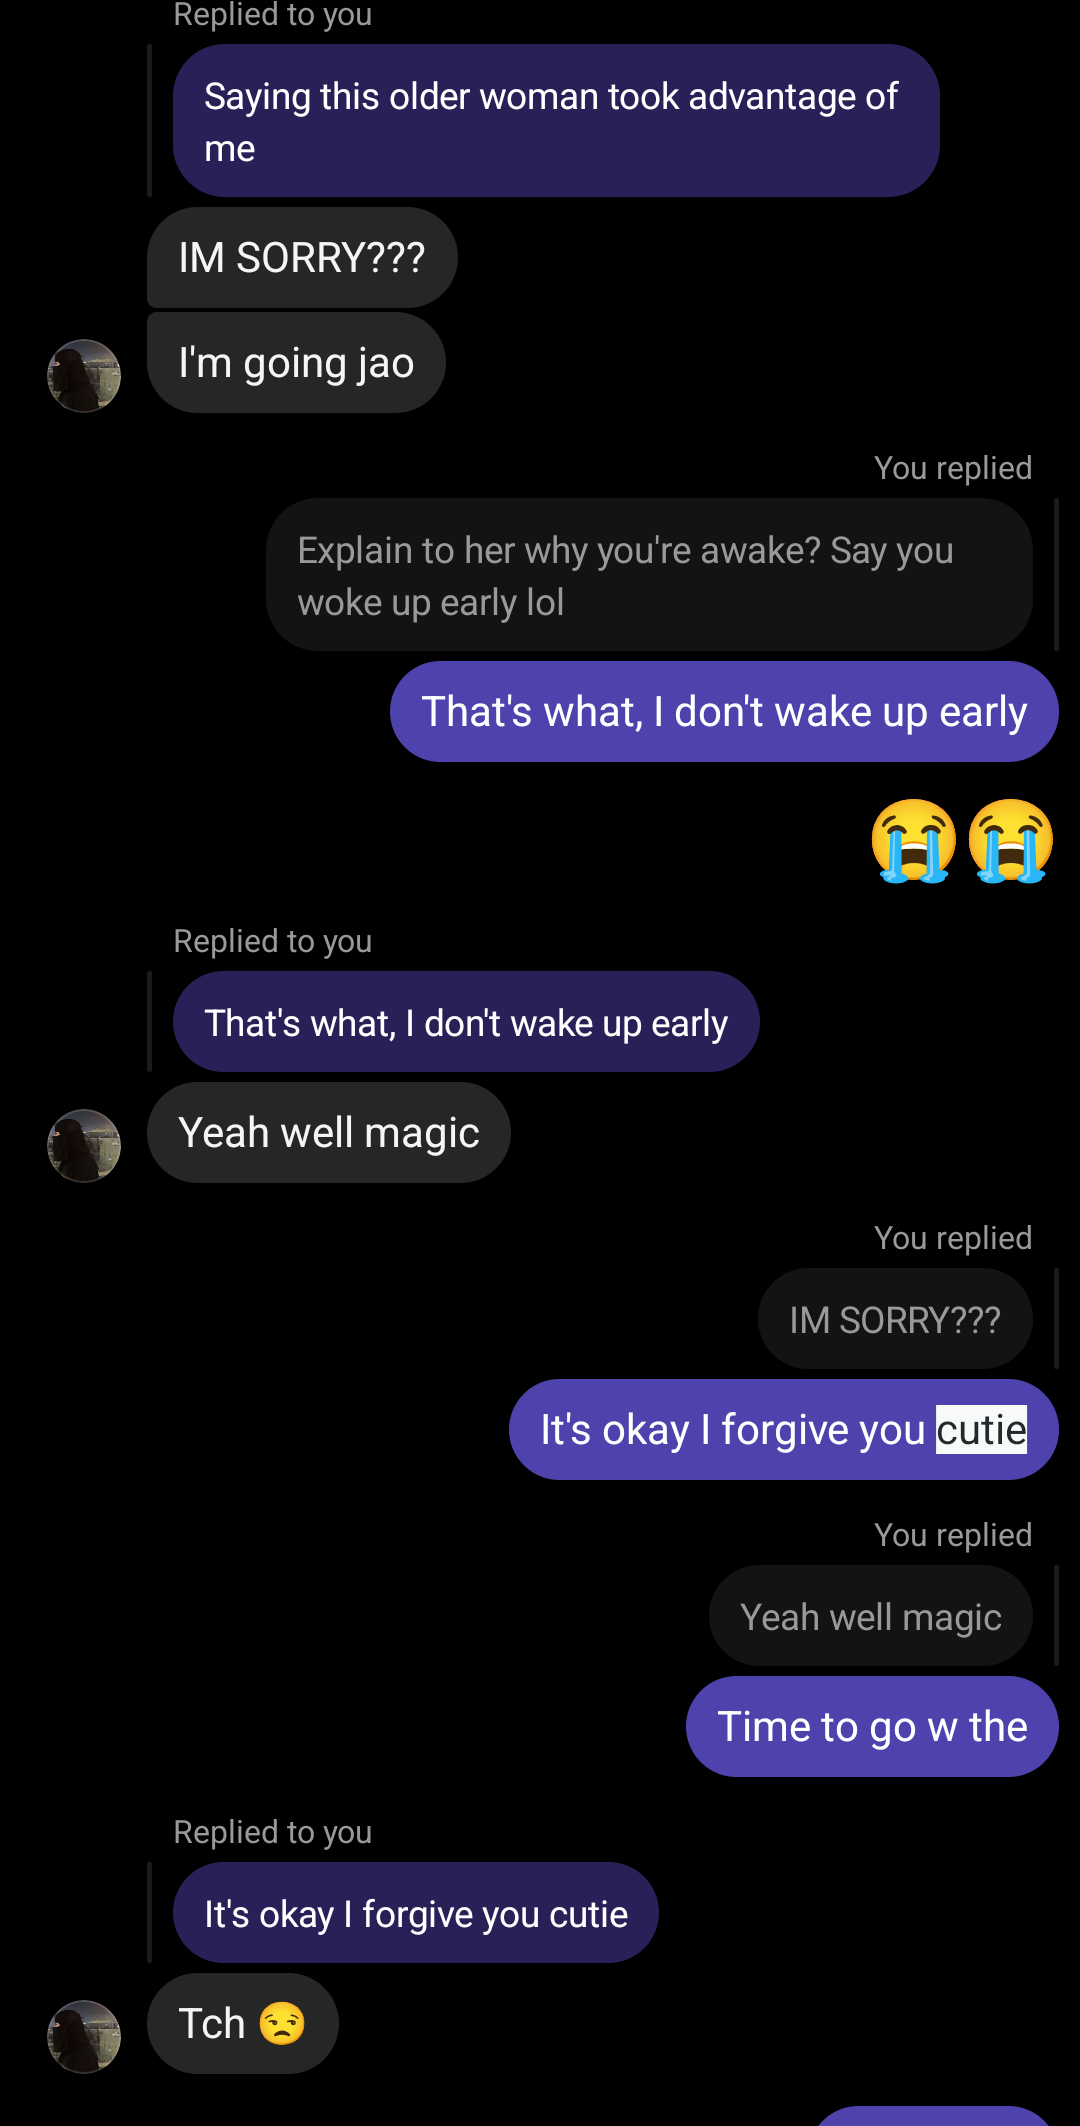 Replied to you
Saying this older woman took advantage of
me
IM SORRY???
I'm going jao
You replied
Explain to her why you're awake? Say you
woke up early lol
That's what, I don't wake up early
😭😭
Replied to you
That's what, I don't wake up early
Yeah well magic
You replied
IM SORRY???
It's okay I forgive you cutie
You replied
Yeah well magic
Time to go w the
Replied to you
It's okay I forgive you cutie
Tch 😒